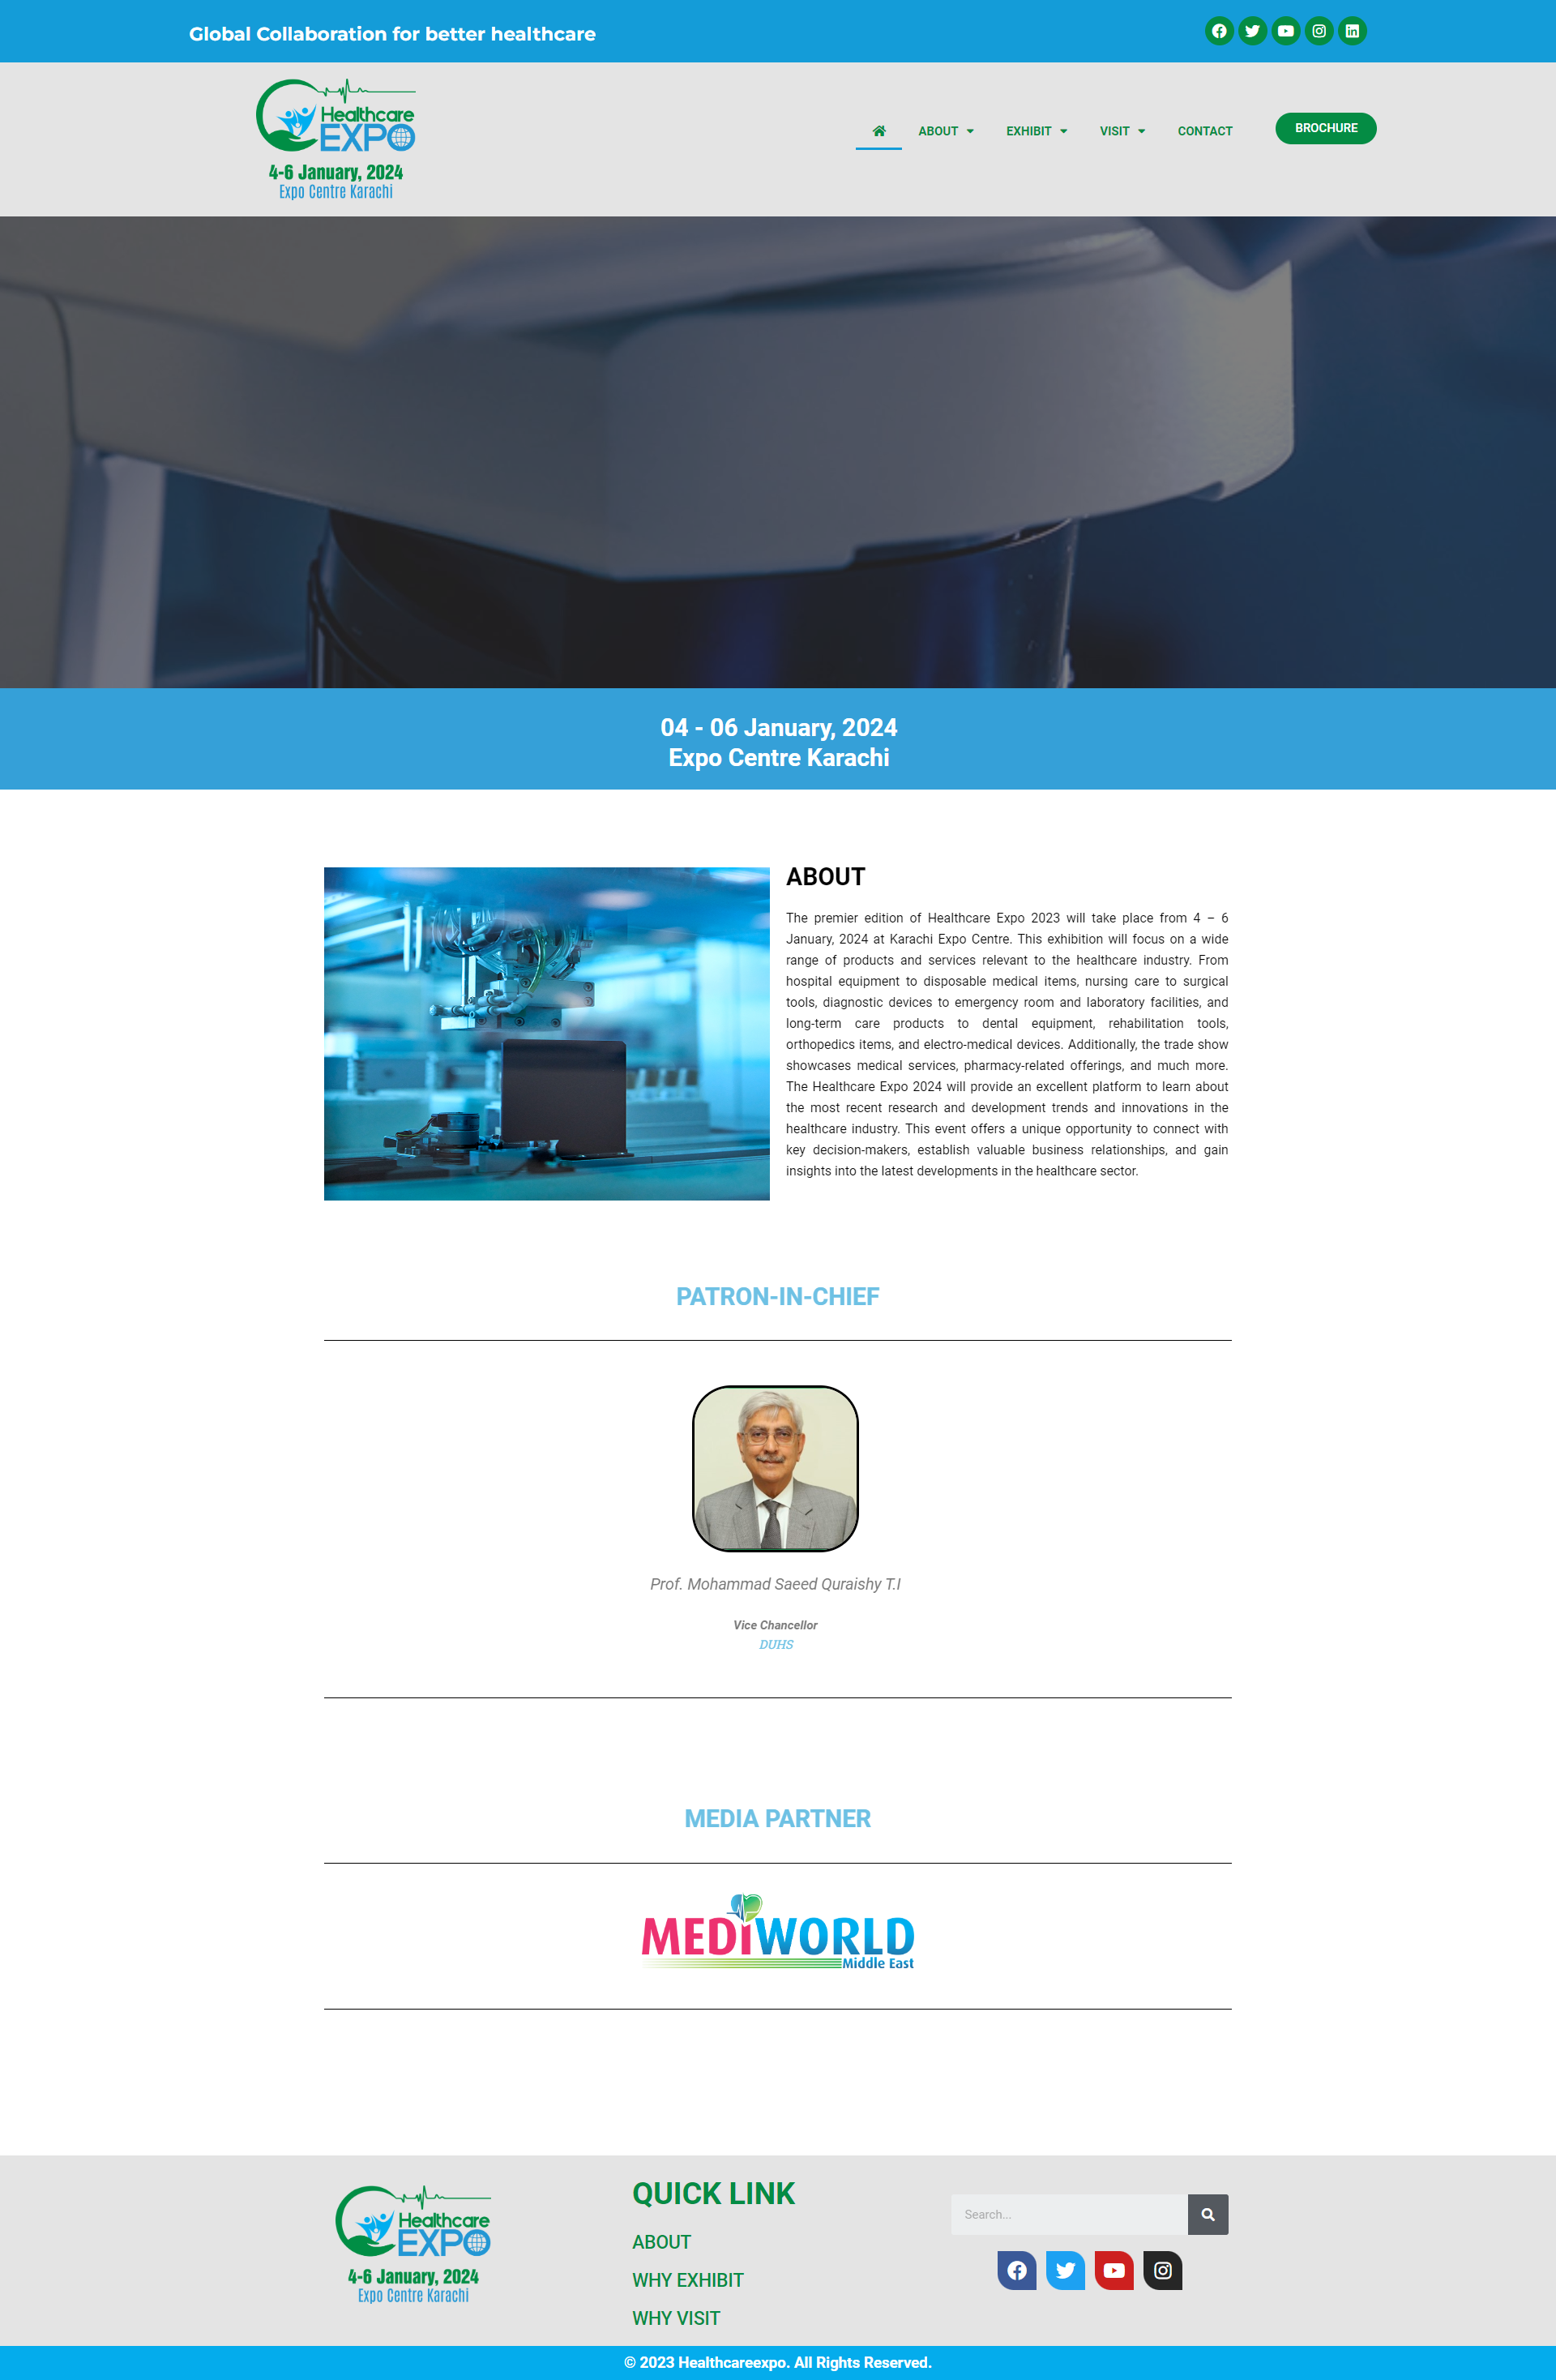 Global Collaboration for better healthcare
Healthcare
EXPO
4-6 January, 2024
Expo Centre Karachi
ABOUT
EXHIBIT
VISIT
CONTACT
BROCHURE
04 - 06 January, 2024
Expo Centre Karachi
ABOUT
The premier edition of Healthcare Expo 2023 will take place from 4 – 6
January, 2024 at Karachi Expo Centre. This exhibition will focus on a wide
range of products and services relevant to the healthcare industry. From
hospital equipment to disposable medical items, nursing care to surgical
tools, diagnostic devices to emergency room and laboratory facilities, and
long-term care products to dental equipment, rehabilitation tools,
orthopedics items, and electro-medical devices. Additionally, the trade show
showcases medical services, pharmacy-related offerings, and much more.
The Healthcare Expo 2024 will provide an excellent platform to learn about
the most recent research and development trends and innovations in the
healthcare industry. This event offers a unique opportunity to connect with
key decision-makers, establish valuable business relationships, and gain
insights into the latest developments in the healthcare sector.
PATRON-IN-CHIEF
Prof. Mohammad Saeed Quraishy T.I
Vice Chancellor
DUHS
MEDIA PARTNER
MEDiWORLD
Middle East
Healthcare
EXPO
4-6 January, 2024
Expo Centre Karachi
QUICK LINK
ABOUT
WHY EXHIBIT
WHY VISIT
Search...
© 2023 Healthcareexpo. All Rights Reserved.